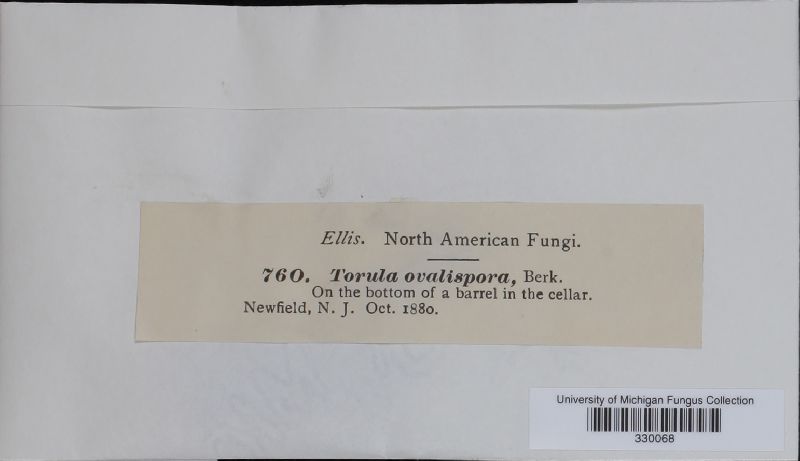 Ellis. North American Fungi.
760. Torula ovalispora, Berk.
On the bottom of a barrel in the cellar.
Newfield, N. J. Oct. 1880.
University of Michigan Fungus Collection
330068